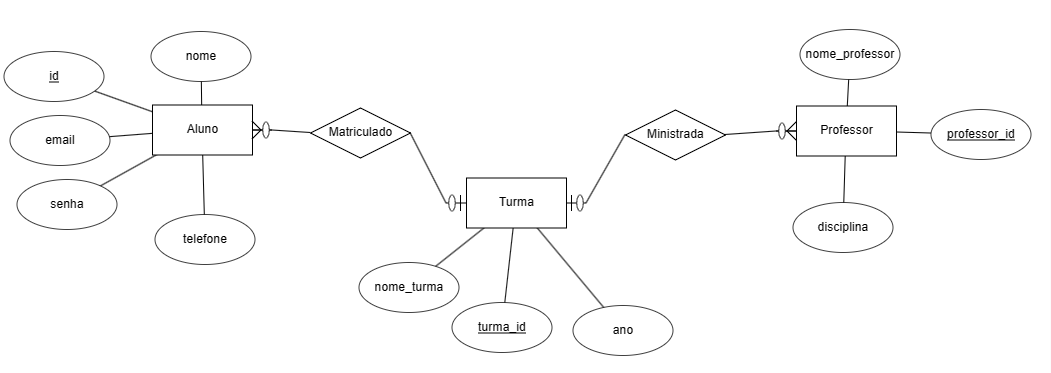 nome
nome_professor
id
Aluno
Matriculado
Ministrada
Professor
professor_id
email
senha
Turma
telefone
disciplina
nome_turma
turma_id
ano